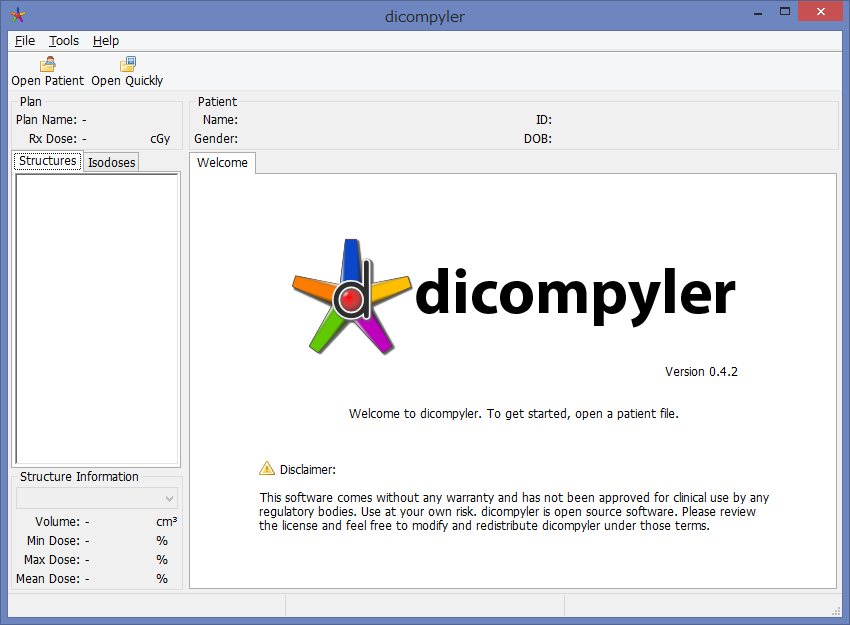 dicompyler
File Tools Help
Open Patient Open Quickly
Plan
Plan Name: -
Rx Dose: - cGy
Patient
Name: ID:
Gender: DOB:
Structures Isodoses
Welcome
d
dicompyler
Version 0.4.2
Welcome to dicompyler. To get started, open a patient file.
Disclaimer:
This software comes without any warranty and has not been approved for clinical use by any
regulatory bodies. Use at your own risk. dicompyler is open source software. Please review
the license and feel free to modify and redistribute dicompyler under those terms.
Structure Information
Volume: - cm³
Min Dose: - %
Max Dose: - %
Mean Dose: - %